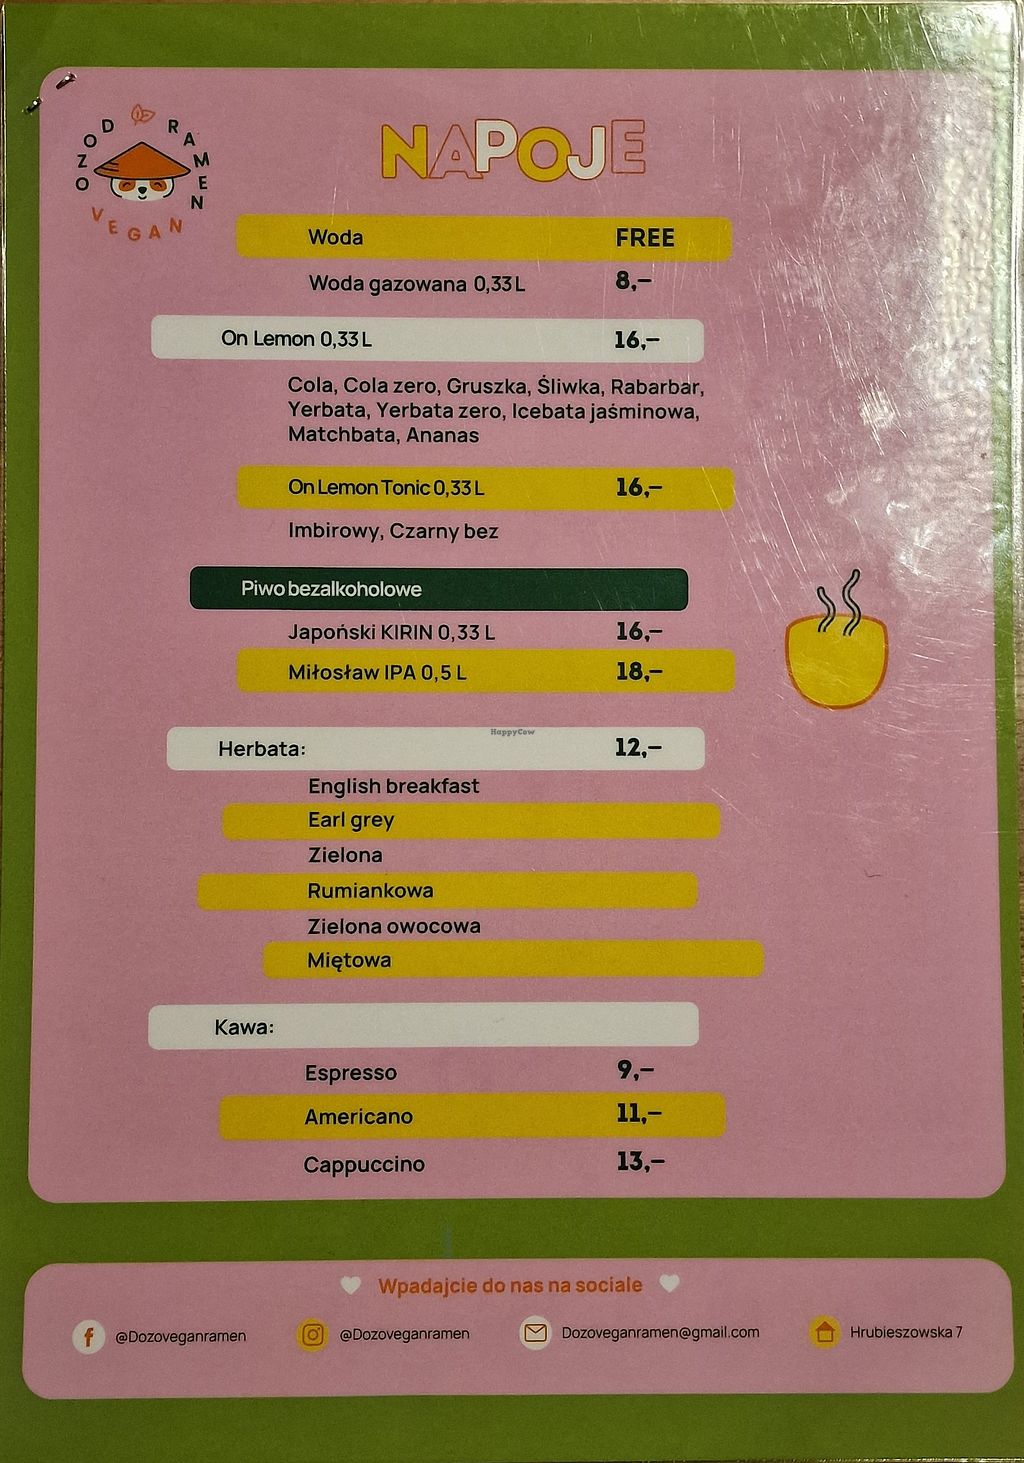 DOZO RAMEN
VEGAN
NAPOJE
Woda FREE
Woda gazowana 0,33 L 8,–
On Lemon 0,33 L 16,–
Cola, Cola zero, Gruszka, Śliwka, Rabarbar,
Yerbata, Yerbata zero, Icebata jaśminowa,
Matchbata, Ananas
On Lemon Tonic 0,33 L 16,–
Imbirowy, Czarny bez
Piwo bezalkoholowe
Japoński KIRIN 0,33 L 16,–
Miłosław IPA 0,5 L 18,–
HappyCow
Herbata: 12,–
English breakfast
Earl grey
Zielona
Rumiankowa
Zielona owocowa
Miętowa
Kawa:
Espresso 9,–
Americano 11,–
Cappuccino 13,–
Wpadajcie do nas na sociale
@Dozoveganramen @Dozoveganramen Dozoveganramen@gmail.com Hrubieszowska 7